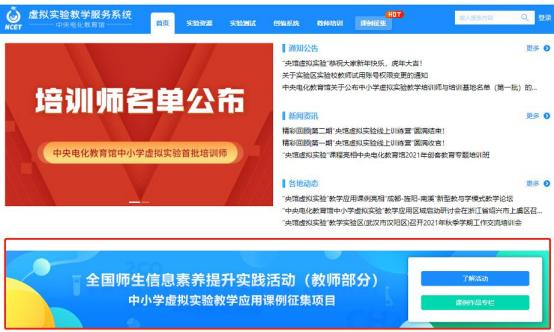 虚拟实验教学服务系统
NCET
中央电化教育馆
首页 实验资源 实验测试 创组系统 教师培训 课例征集 HOT
输入搜索内容 登录
通知公告 更多
“央馆虚拟实验”恭祝大家新年快乐、虎年大吉！
关于实验区实验校教师试用账号权限变更的通知
中央电化教育馆关于公布中小学虚拟实验教学培训师与培训基地名单（第一批）的...
培训师名单公布
中央电化教育馆中小学虚拟实验首批培训师
新闻资讯 更多
精彩回顾|第二期“央馆虚拟实验线上训练营”圆满结束！
精彩回顾|“央馆虚拟实验线上训练营”圆满收官！
“央馆虚拟实验”课程亮相中央电化教育馆2021年创客教育专题培训班
各地动态 更多
“央馆虚拟实验”教学应用课例亮相“成都-旌阳-南溪”新型教与学模式教学论坛
“中央电化教育馆中小学虚拟实验”教学应用区域启动研讨会在浙江省绍兴市上虞区召...
“央馆虚拟实验”教学实验区(武汉市汉阳区)召开2021年秋季学期工作交流培训会
全国师生信息素养提升实践活动（教师部分）
中小学虚拟实验教学应用课例征集项目
了解活动
课例作品专栏